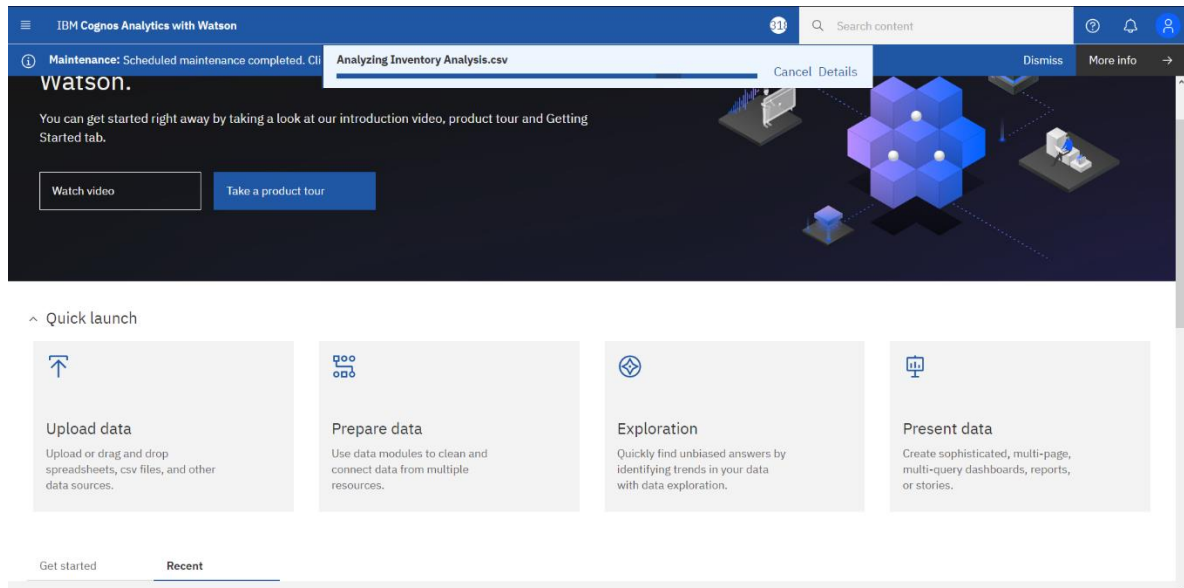 IBM Cognos Analytics with Watson
Search content
Maintenance: Scheduled maintenance completed. Cli
Analyzing Inventory Analysis.csv
Cancel Details
Dismiss
More info
Watson.
You can get started right away by taking a look at our introduction video, product tour and Getting
Started tab.
Watch video
Take a product tour
Quick launch
Upload data
Upload or drag and drop
spreadsheets, csv files, and other
data sources.
Prepare data
Use data modules to clean and
connect data from multiple
resources.
Exploration
Quickly find unbiased answers by
identifying trends in your data
with data exploration.
Present data
Create sophisticated, multi-page,
multi-query dashboards, reports,
or stories.
Get started
Recent